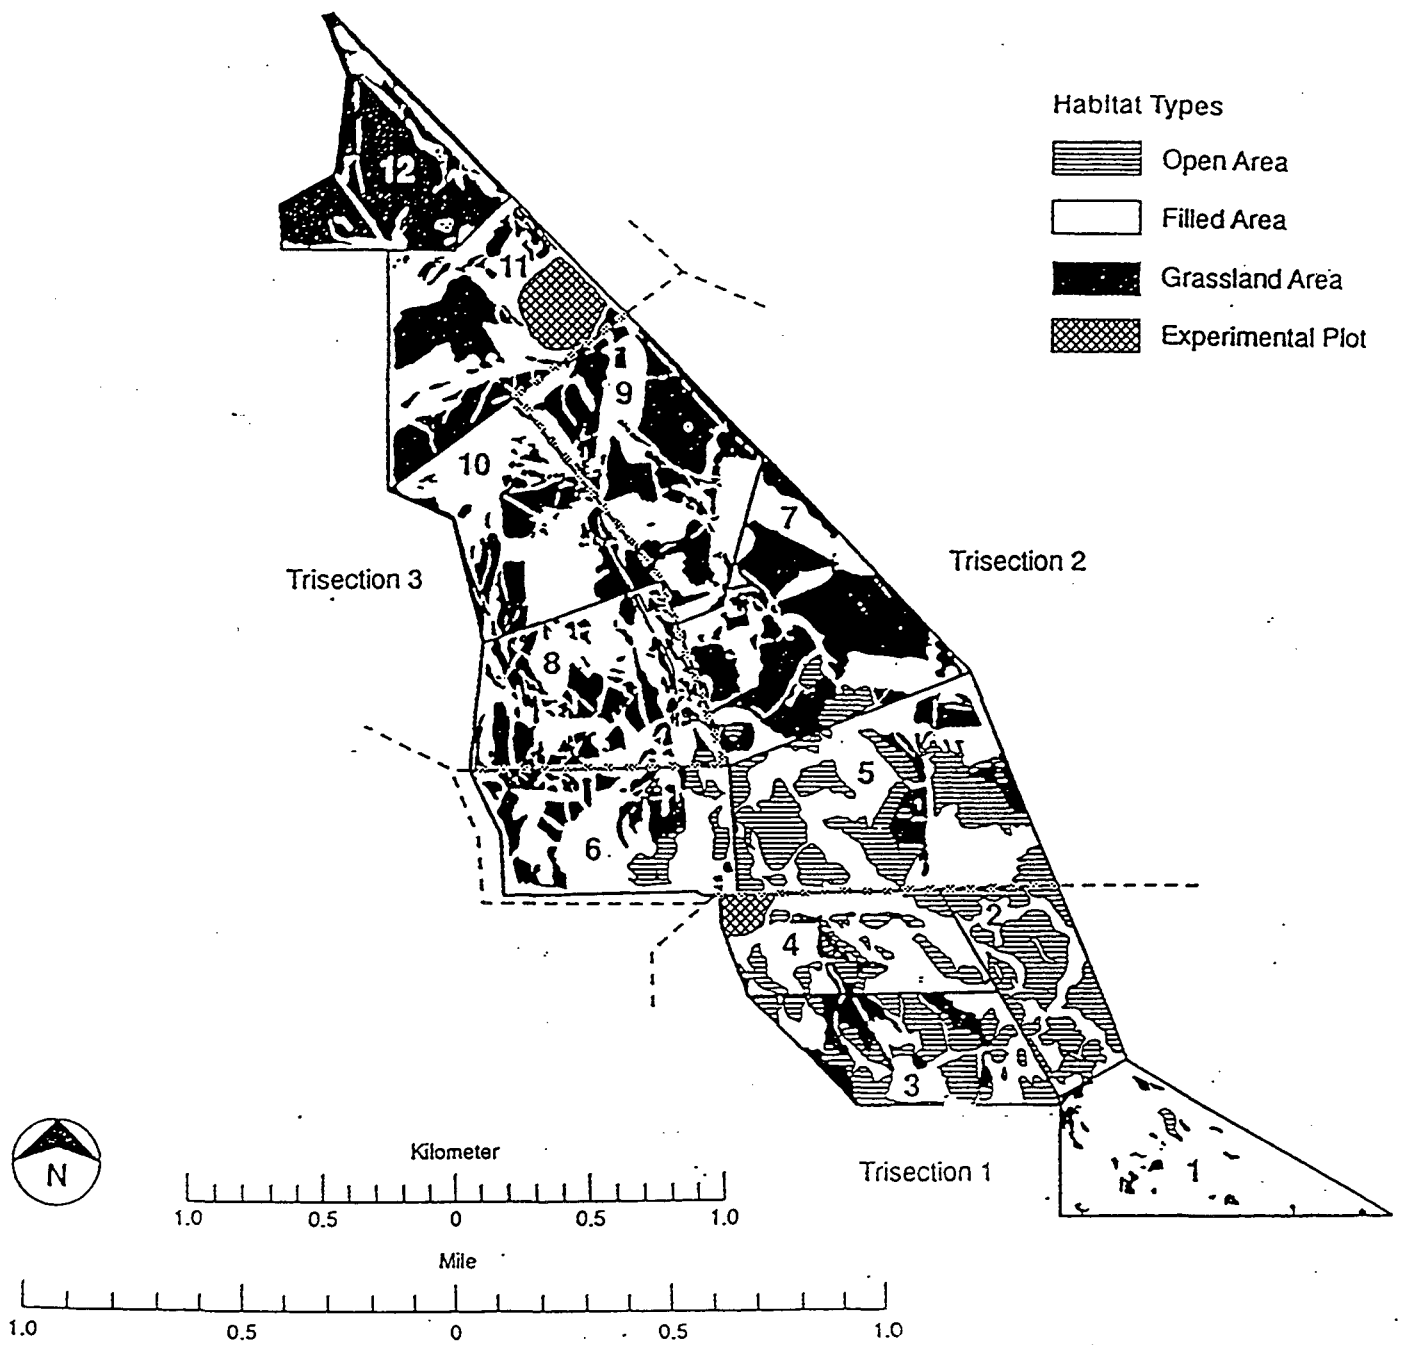 Habitat Types
Open Area
Filled Area
Grassland Area
Experimental Plot
12
11
9
10
7
Trisection 2
Trisection 3
8
5
6
2
4
3
1
Trisection 1
N
Kilometer
1.0 0.5 0 0.5 1.0
Mile
1.0 0.5 0 0.5 1.0